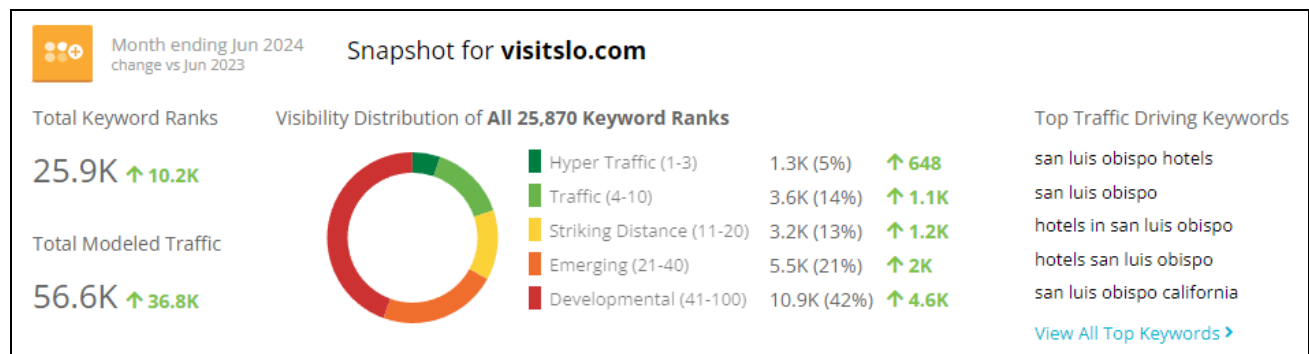 Month ending Jun 2024
change vs Jun 2023
Snapshot for visitslo.com
Total Keyword Ranks
25.9K ↑ 10.2K
Total Modeled Traffic
56.6K ↑ 36.8K
Visibility Distribution of All 25,870 Keyword Ranks
Hyper Traffic (1-3) 1.3K (5%) ↑ 648
Traffic (4-10) 3.6K (14%) ↑ 1.1K
Striking Distance (11-20) 3.2K (13%) ↑ 1.2K
Emerging (21-40) 5.5K (21%) ↑ 2K
Developmental (41-100) 10.9K (42%) ↑ 4.6K
Top Traffic Driving Keywords
san luis obispo hotels
san luis obispo
hotels in san luis obispo
hotels san luis obispo
san luis obispo california
View All Top Keywords >